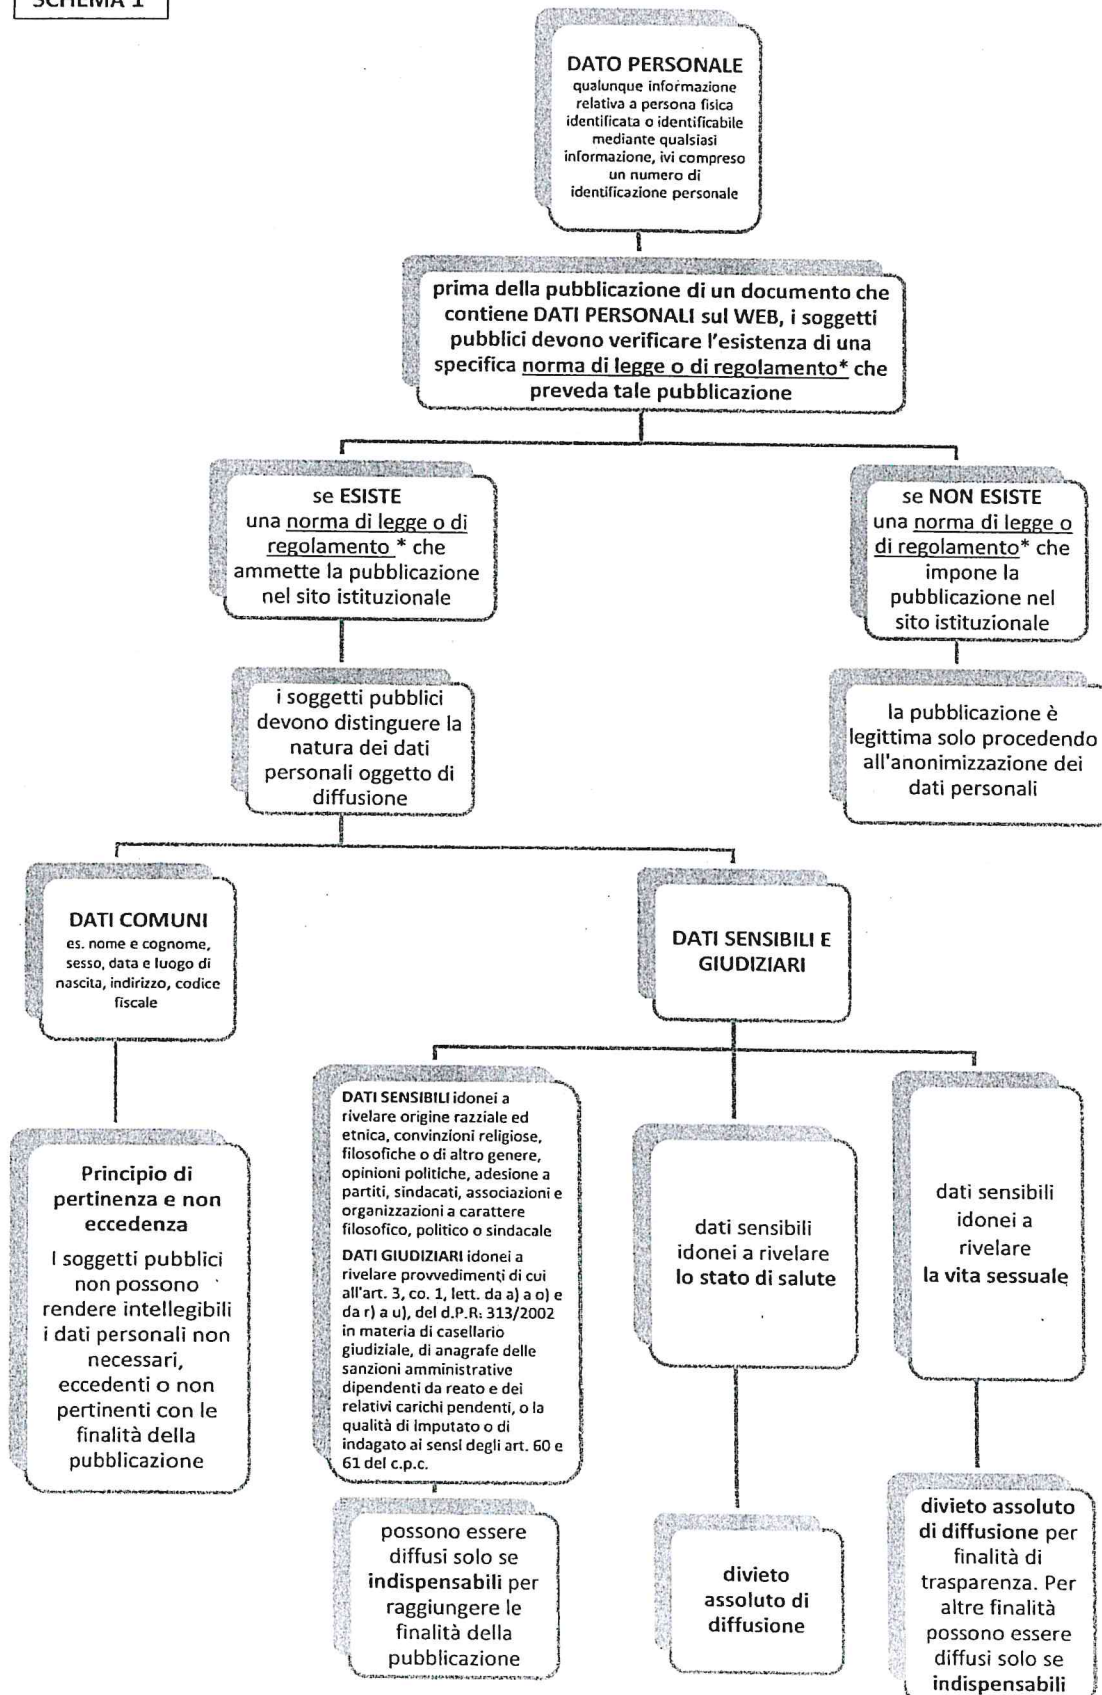 SCHEMA 1
DATO PERSONALE
qualunque informazione
relativa a persona fisica
identificata o identificabile
mediante qualsiasi
informazione, ivi compreso
un numero di
identificazione personale
prima della pubblicazione di un documento che
contiene DATI PERSONALI sul WEB, i soggetti
pubblici devono verificare l'esistenza di una
specifica norma di legge o di regolamento* che
preveda tale pubblicazione
se ESISTE
una norma di legge o di
regolamento * che
ammette la pubblicazione
nel sito istituzionale
se NON ESISTE
una norma di legge o
di regolamento* che
impone la
pubblicazione nel
sito istituzionale
i soggetti pubblici
devono distinguere la
natura dei dati
personali oggetto di
diffusione
la pubblicazione è
legittima solo procedendo
all'anonimizzazione dei
dati personali
DATI COMUNI
es. nome e cognome,
sesso, data e luogo di
nascita, indirizzo, codice
fiscale
DATI SENSIBILI E
GIUDIZIARI
Principio di
pertinenza e non
eccedenza
I soggetti pubblici
non possono
rendere intellegibili
i dati personali non
necessari,
eccedenti o non
pertinenti con le
finalità della
pubblicazione
DATI SENSIBILI idonei a
rivelare origine razziale ed
etnica, convinzioni religiose,
filosofiche o di altro genere,
opinioni politiche, adesione a
partiti, sindacati, associazioni e
organizzazioni a carattere
filosofico, politico o sindacale
DATI GIUDIZIARI idonei a
rivelare provvedimenti di cui
all'art. 3, co. 1, lett. da a) a o) e
da r) a u), del d.P.R. 313/2002
in materia di casellario
giudiziale, di anagrafe delle
sanzioni amministrative
dipendenti da reato e dei
relativi carichi pendenti, o la
qualità di imputato o di
indagato ai sensi degli art. 60 e
61 del c.p.c.
dati sensibili
idonei a rivelare
lo stato di salute
dati sensibili
idonei a
rivelare
la vita sessuale
possono essere
diffusi solo se
indispensabili per
raggiungere le
finalità della
pubblicazione
divieto
assoluto di
diffusione
divieto assoluto
di diffusione per
finalità di
trasparenza. Per
altre finalità
possono essere
diffusi solo se
indispensabili